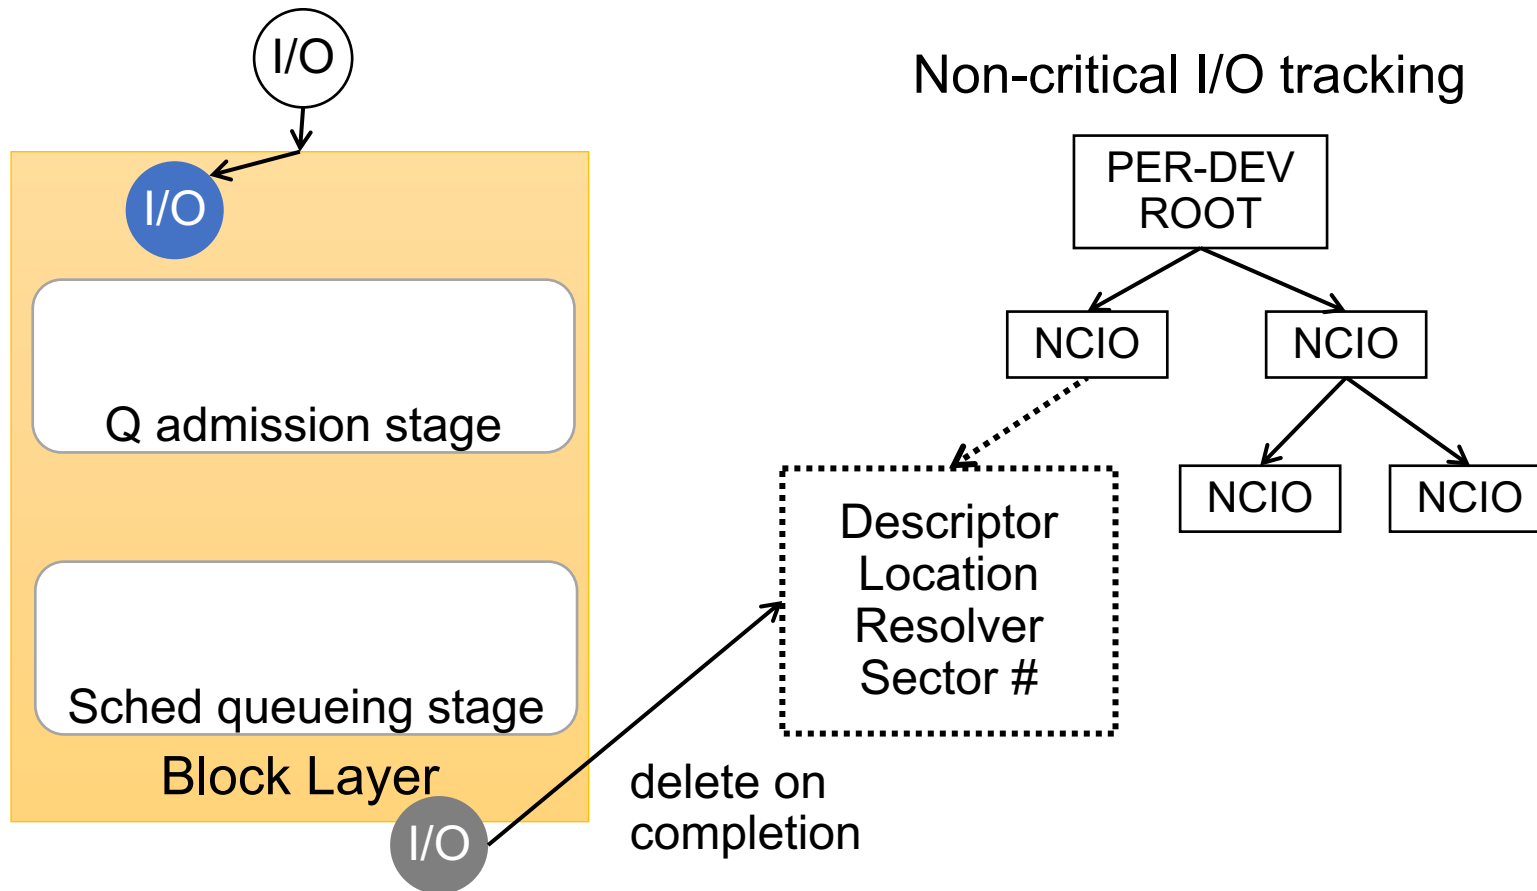 I/O
I/O
Q admission stage
Sched queueing stage
Block Layer
I/O
delete on
completion
Non-critical I/O tracking
PER-DEV
ROOT
NCIO
NCIO
NCIO
NCIO
Descriptor
Location
Resolver
Sector #